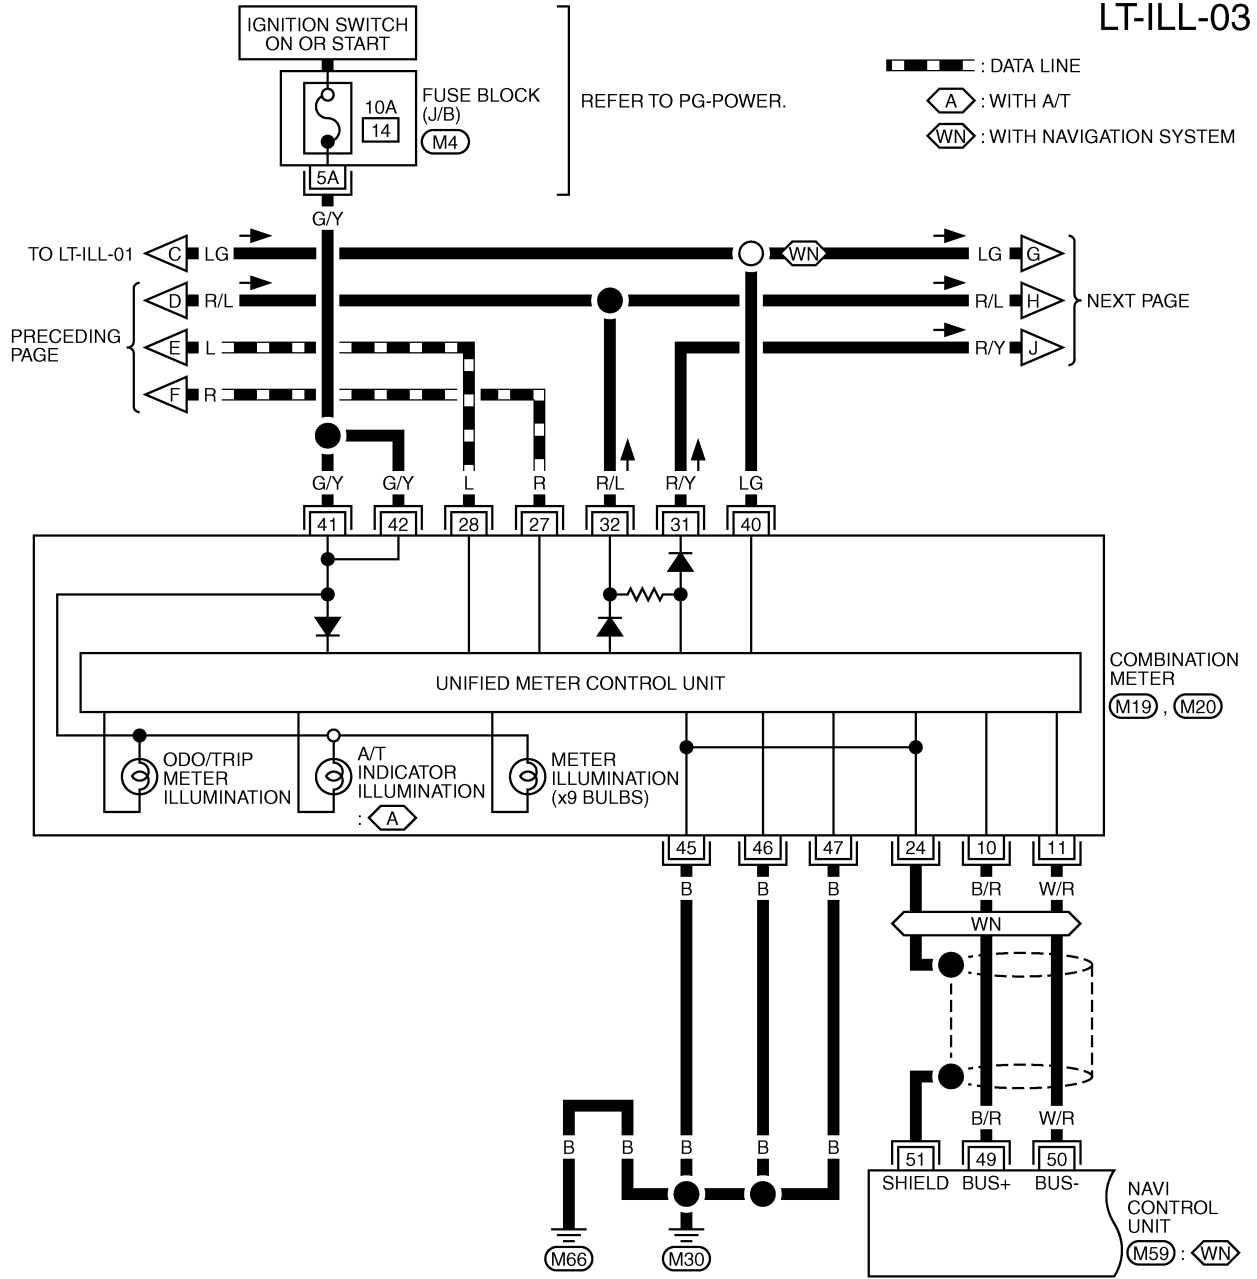 LT-ILL-03
IGNITION SWITCH
ON OR START
: DATA LINE
A : WITH A/T
WN : WITH NAVIGATION SYSTEM
10A
14
FUSE BLOCK
(J/B)
M4
REFER TO PG-POWER.
5A
G/Y
TO LT-ILL-01
C LG
WN
LG G
D R/L
R/L H
NEXT PAGE
PRECEDING
PAGE
E L
R/Y J
F R
G/Y G/Y L R R/L R/Y LG
41 42 28 27 32 31 40
UNIFIED METER CONTROL UNIT
COMBINATION
METER
M19 , M20
ODO/TRIP
METER
ILLUMINATION
A/T
INDICATOR
ILLUMINATION
: A
METER
ILLUMINATION
(x9 BULBS)
45 46 47 24 10 11
B B B B/R W/R
WN
B/R W/R
B B B B B
51 49 50
SHIELD BUS+ BUS-
NAVI
CONTROL
UNIT
M59 : WN
M66 M30